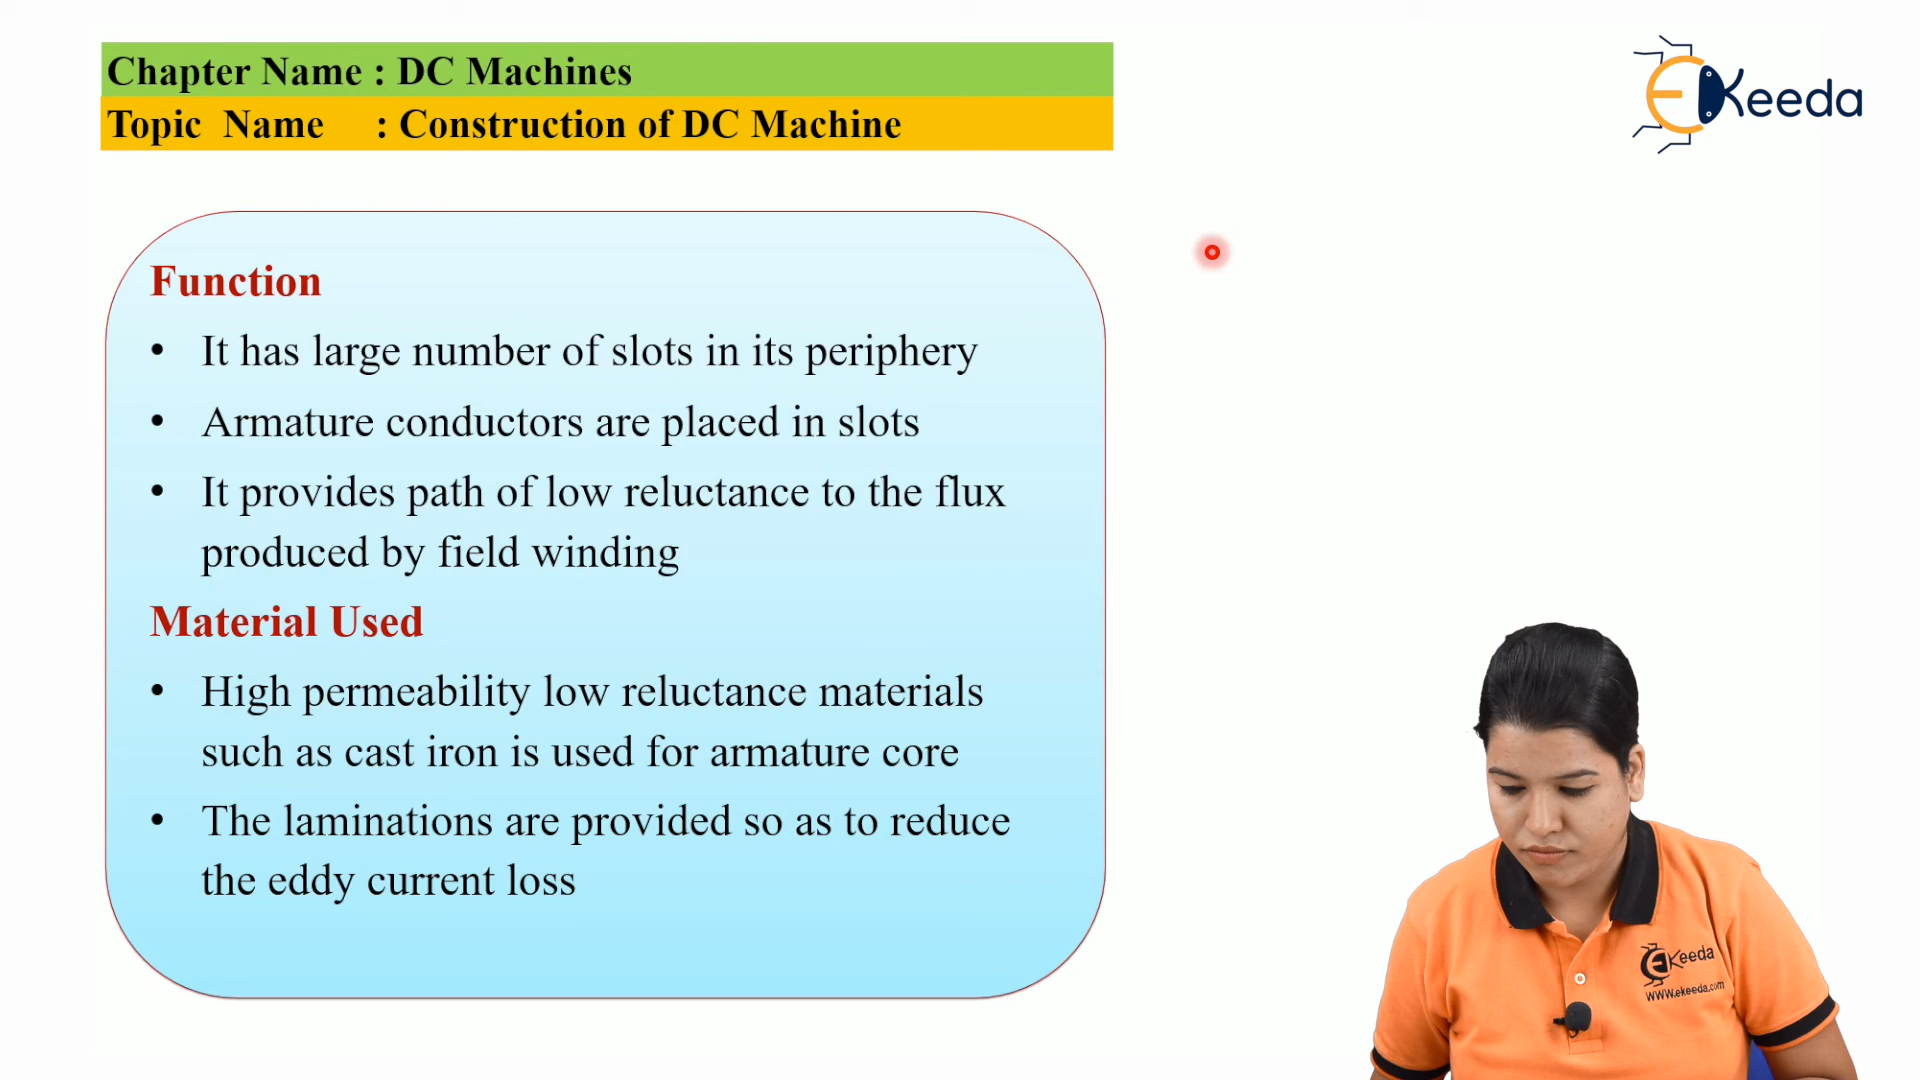 Chapter Name : DC Machines
Topic Name : Construction of DC Machine
EKeeda
Function
• It has large number of slots in its periphery
• Armature conductors are placed in slots
• It provides path of low reluctance to the flux
produced by field winding
Material Used
• High permeability low reluctance materials
such as cast iron is used for armature core
• The laminations are provided so as to reduce
the eddy current loss
EKeeda
www.ekeeda.com